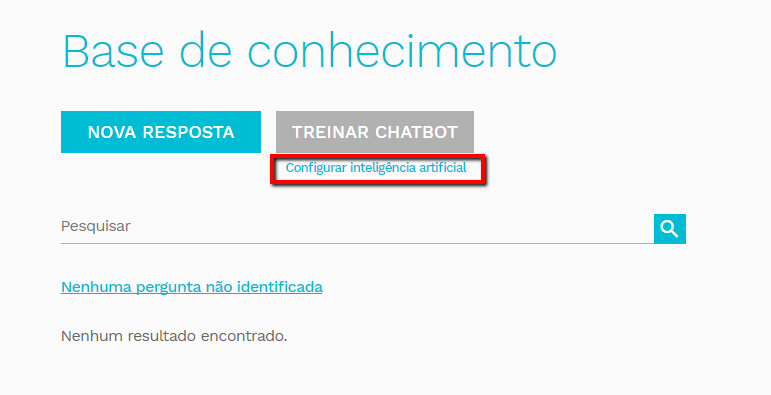 Base de conhecimento
NOVA RESPOSTA TREINAR CHATBOT
Configurar inteligência artificial
Pesquisar
Nenhuma pergunta não identificada
Nenhum resultado encontrado.